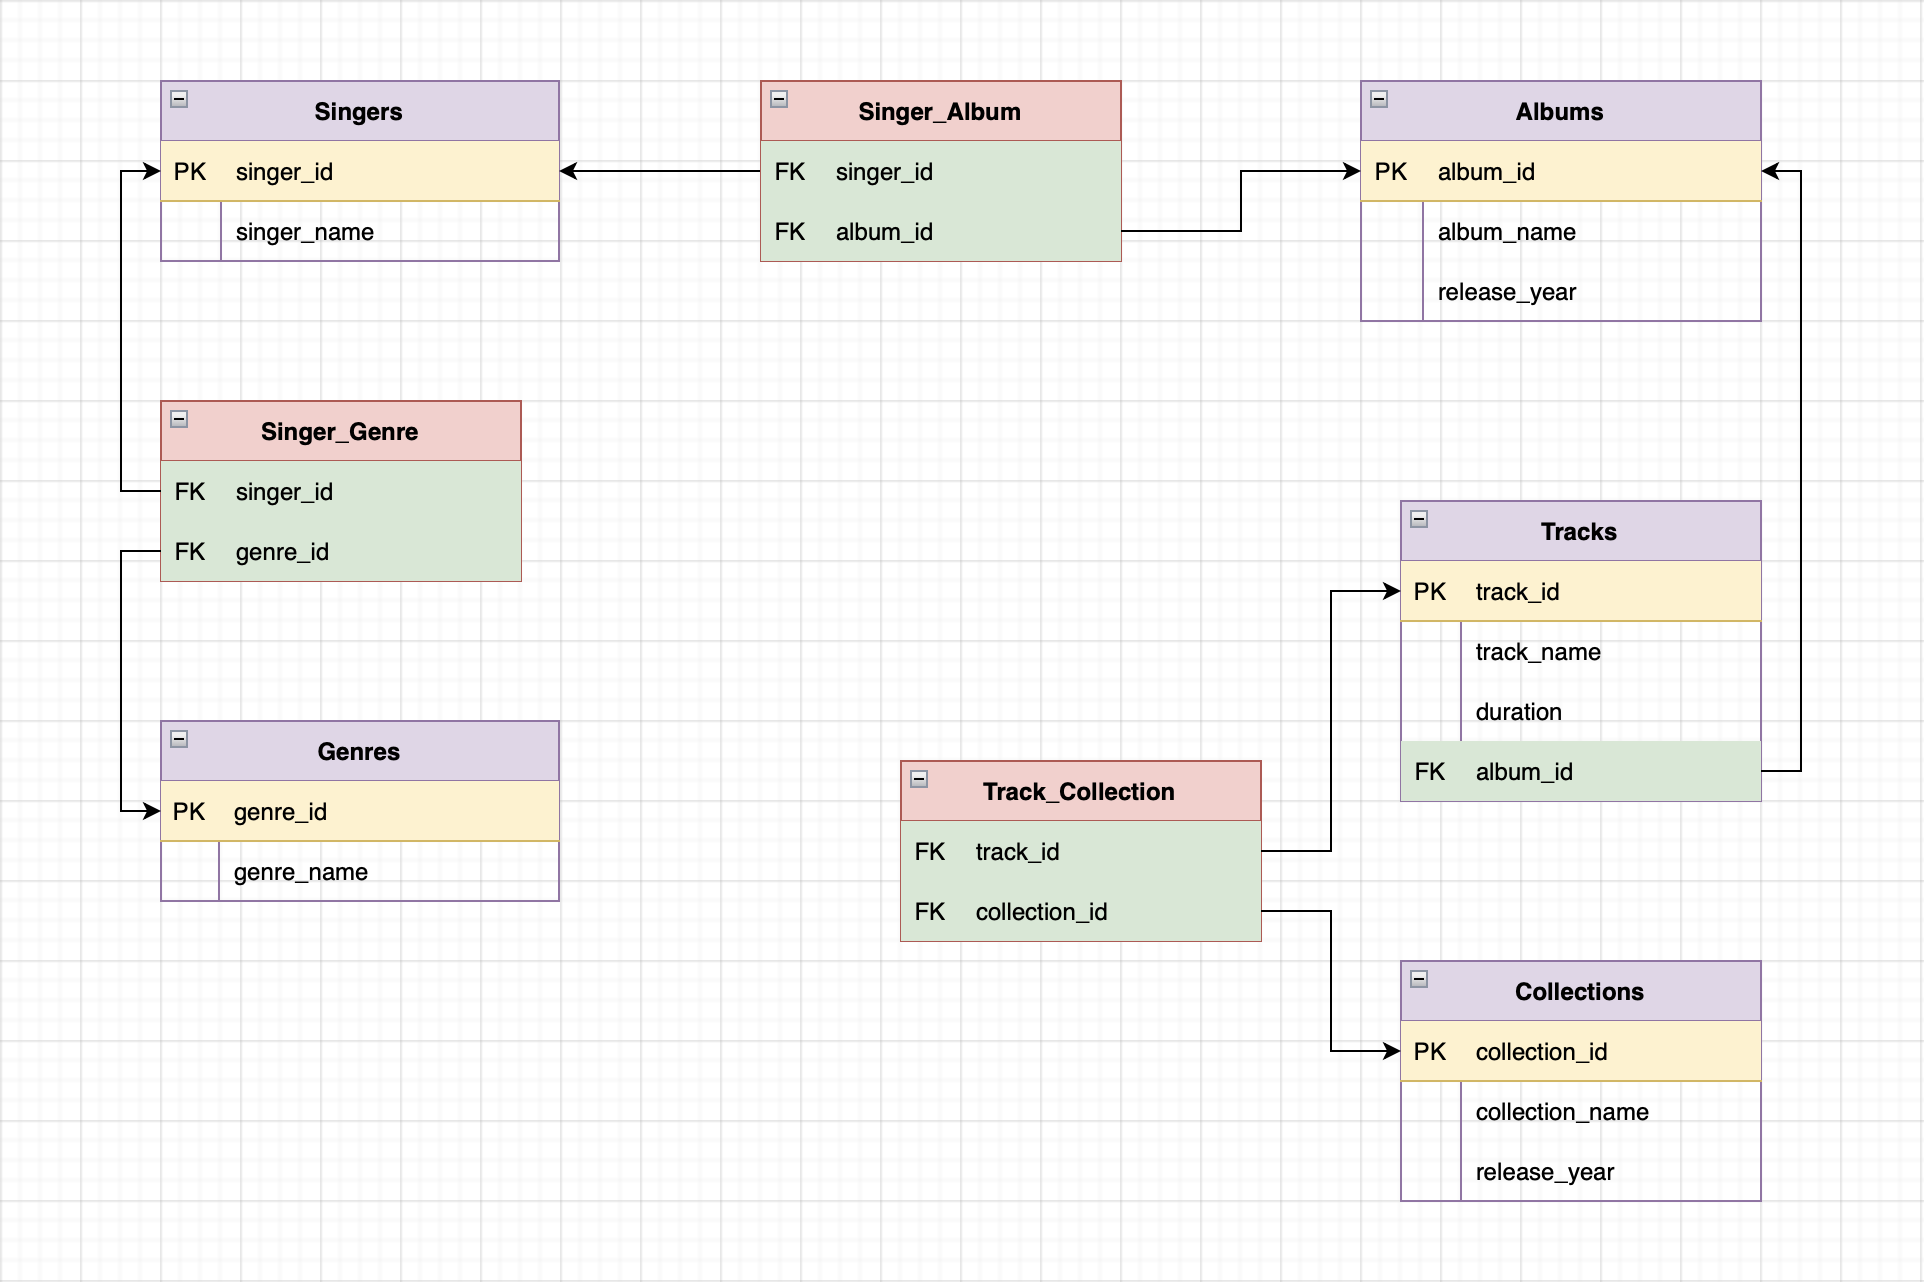 Singers
PK singer_id
singer_name
Singer_Album
FK singer_id
FK album_id
Albums
PK album_id
album_name
release_year
Singer_Genre
FK singer_id
FK genre_id
Tracks
PK track_id
track_name
duration
FK album_id
Genres
PK genre_id
genre_name
Track_Collection
FK track_id
FK collection_id
Collections
PK collection_id
collection_name
release_year